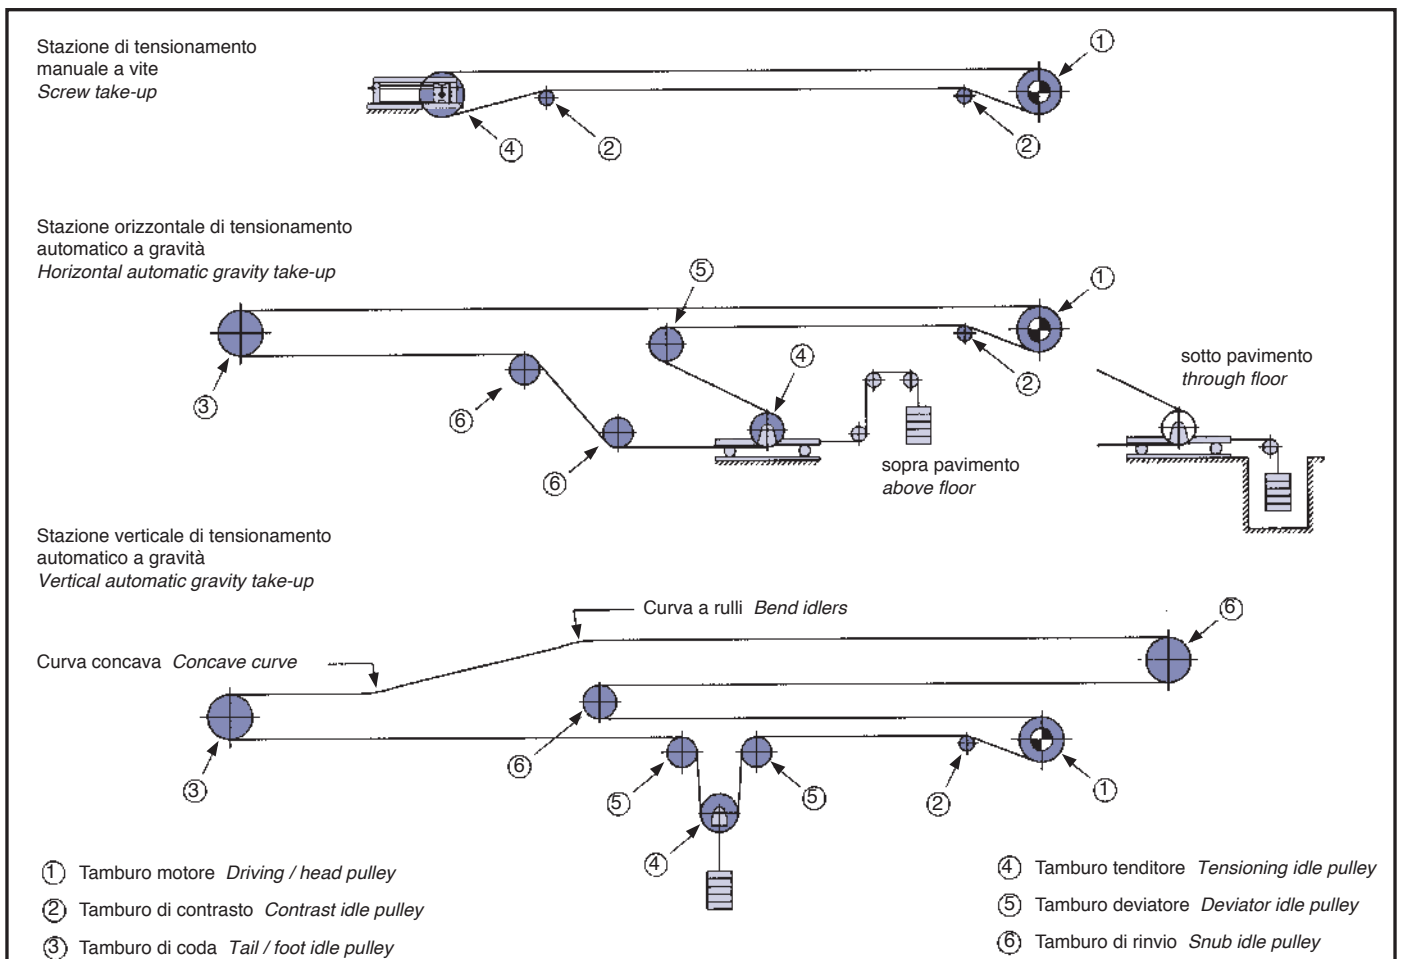 Stazione di tensionamento
manuale a vite
Screw take-up
1
4
2
2
Stazione orizzontale di tensionamento
automatico a gravità
Horizontal automatic gravity take-up
5
1
4
2
3
6
6
sotto pavimento
through floor
sopra pavimento
above floor
Stazione verticale di tensionamento
automatico a gravità
Vertical automatic gravity take-up
Curva a rulli Bend idlers
6
Curva concava Concave curve
6
3
5
5
2
1
4
1 Tamburo motore Driving / head pulley
2 Tamburo di contrasto Contrast idle pulley
3 Tamburo di coda Tail / foot idle pulley
4 Tamburo tenditore Tensioning idle pulley
5 Tamburo deviatore Deviator idle pulley
6 Tamburo di rinvio Snub idle pulley